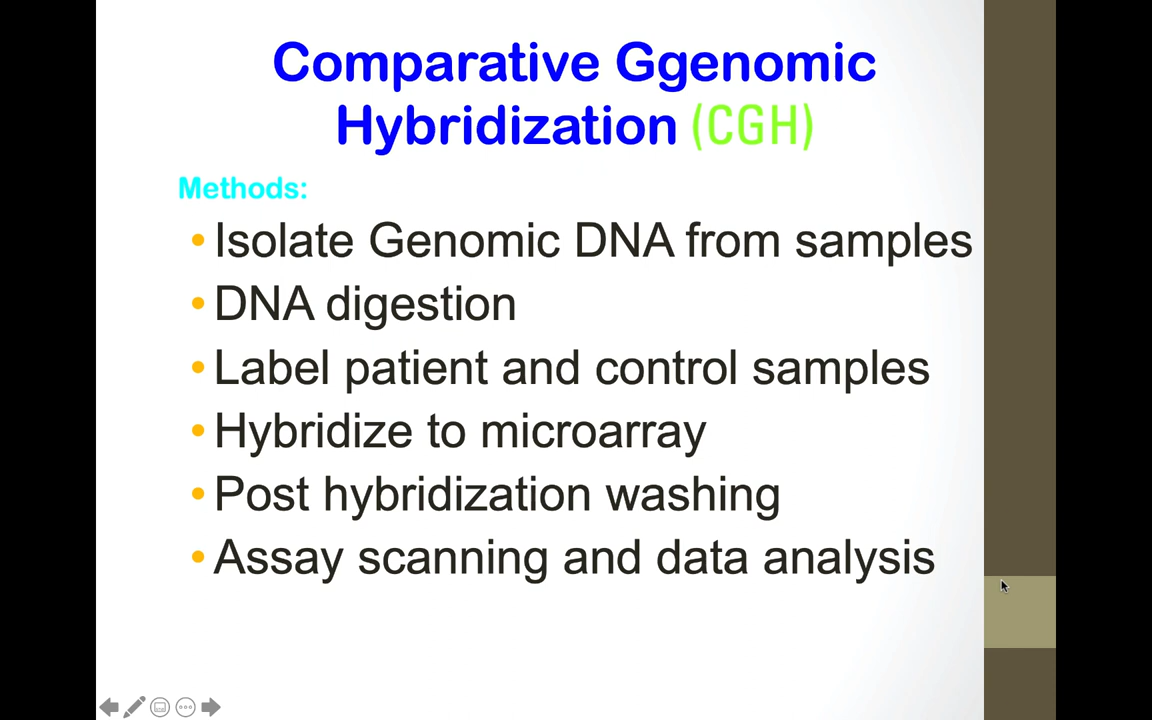 Comparative Ggenomic
Hybridization (CGH)
Methods:
•Isolate Genomic DNA from samples
•DNA digestion
•Label patient and control samples
•Hybridize to microarray
•Post hybridization washing
•Assay scanning and data analysis